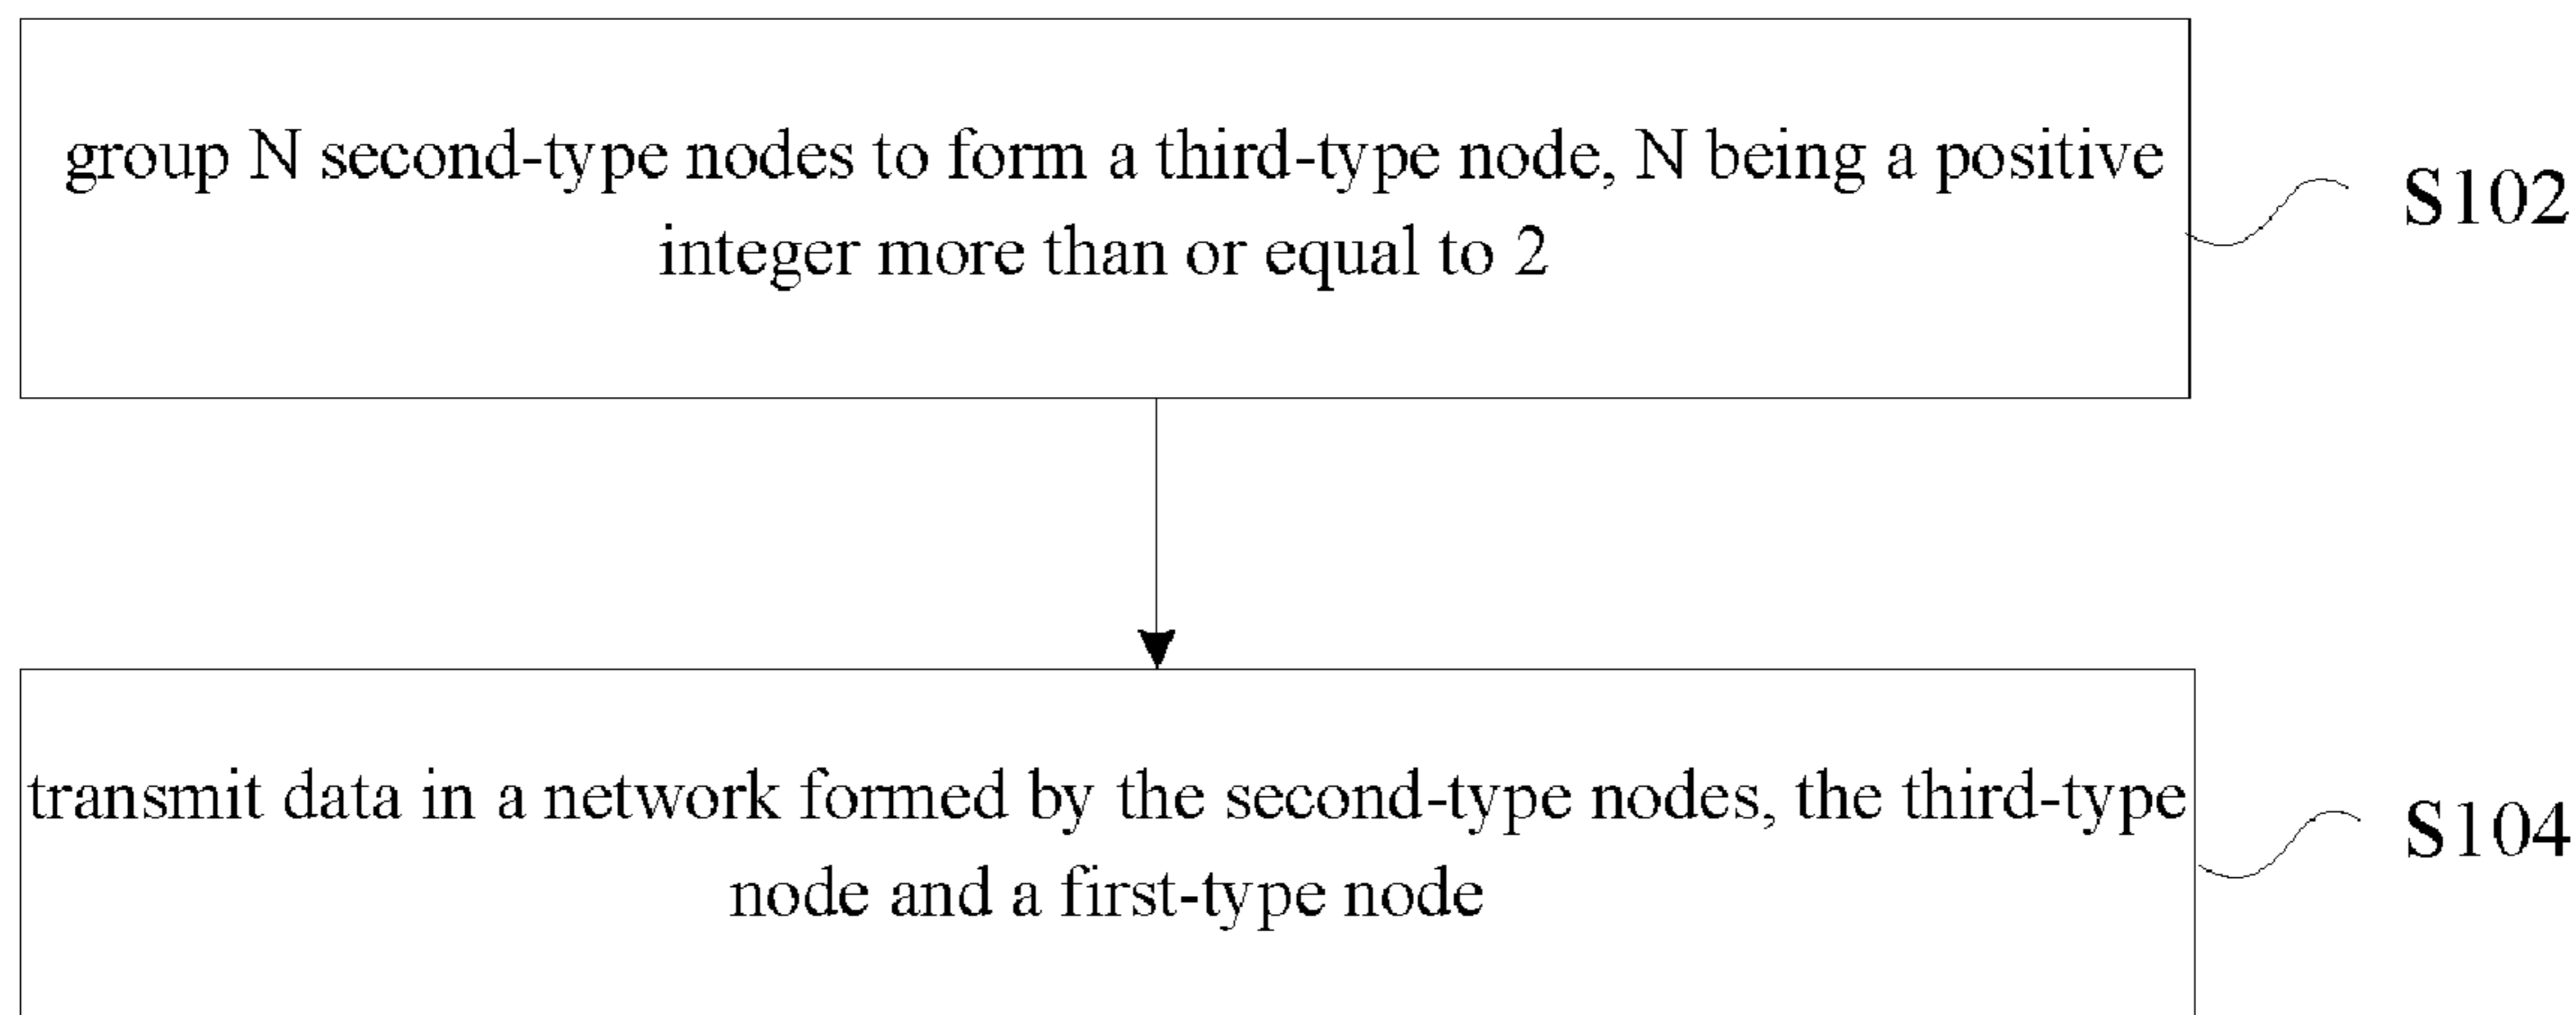 group N second-type nodes to form a third-type node, N being a positive
integer more than or equal to 2
S102
transmit data in a network formed by the second-type nodes, the third-type
node and a first-type node
S104